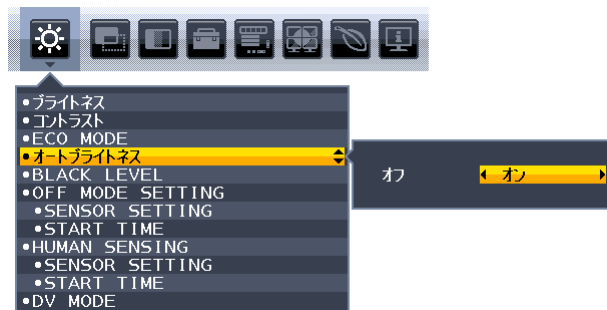 ブライトネス
コントラスト
ECO MODE
オートブライトネス
オフ オン
BLACK LEVEL
OFF MODE SETTING
SENSOR SETTING
START TIME
HUMAN SENSING
SENSOR SETTING
START TIME
DV MODE